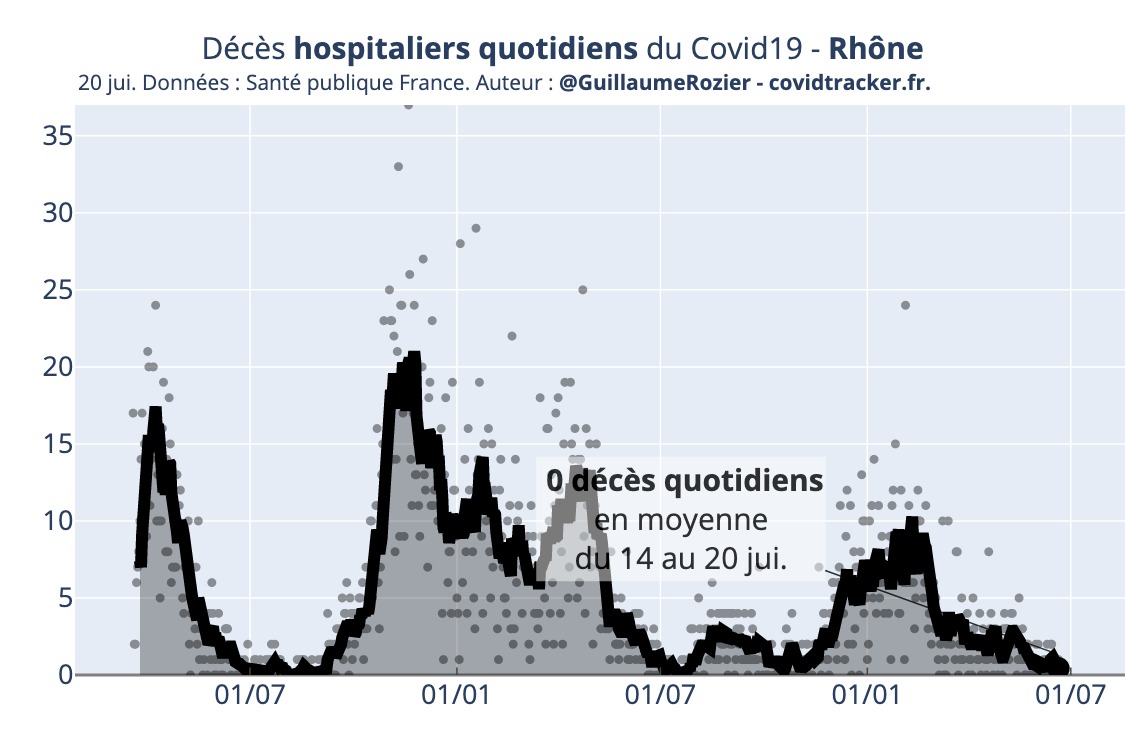 Décès hospitaliers quotidiens du Covid19 - Rhône
20 jui. Données : Santé publique France. Auteur : @GuillaumeRozier - covidtracker.fr.
35
30
25
20
15
10
5
0
0 décès quotidiens
en moyenne
du 14 au 20 jui.
01/07
01/01
01/07
01/01
01/07